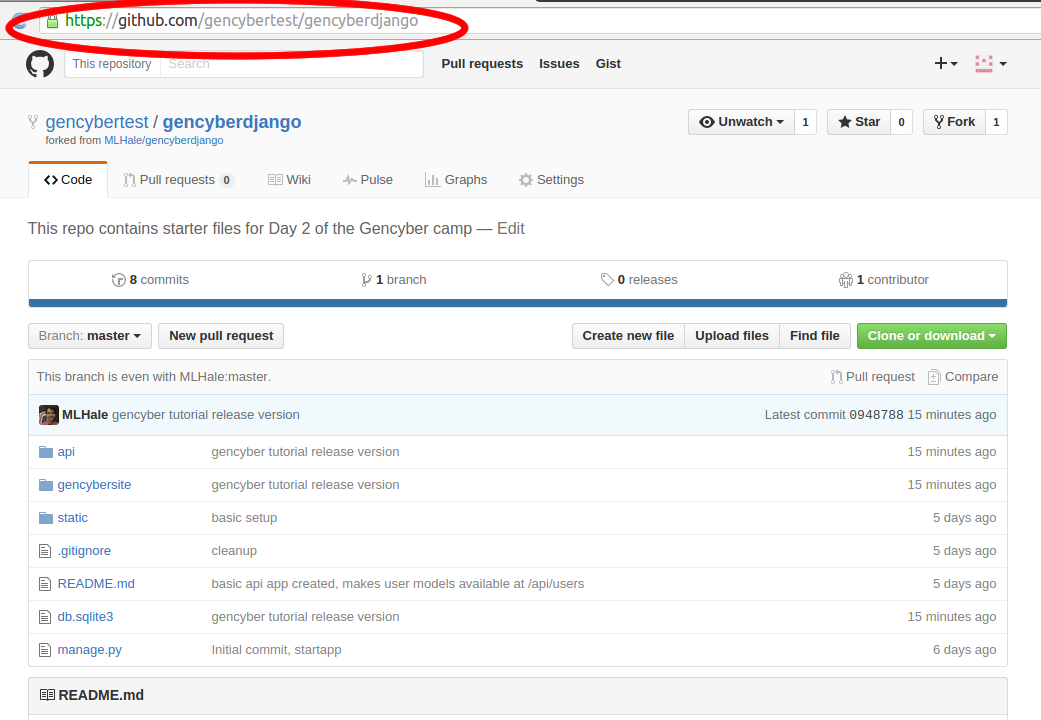 https://github.com/gencybertest/gencyberdjango
This repository Search Pull requests Issues Gist
gencybertest / gencyberdjango Unwatch 1 Star 0 Fork 1
forked from MLHale/gencyberdjango
Code Pull requests 0 Wiki Pulse Graphs Settings
This repo contains starter files for Day 2 of the Gencyber camp — Edit
8 commits 1 branch 0 releases 1 contributor
Branch: master New pull request Create new file Upload files Find file Clone or download
This branch is even with MLHale:master. Pull request Compare
MLHale gencyber tutorial release version Latest commit 0948788 15 minutes ago
api gencyber tutorial release version 15 minutes ago
gencybersite gencyber tutorial release version 15 minutes ago
static basic setup 5 days ago
.gitignore cleanup 5 days ago
README.md basic api app created, makes user models available at /api/users 5 days ago
db.sqlite3 gencyber tutorial release version 15 minutes ago
manage.py Initial commit, startapp 6 days ago
README.md